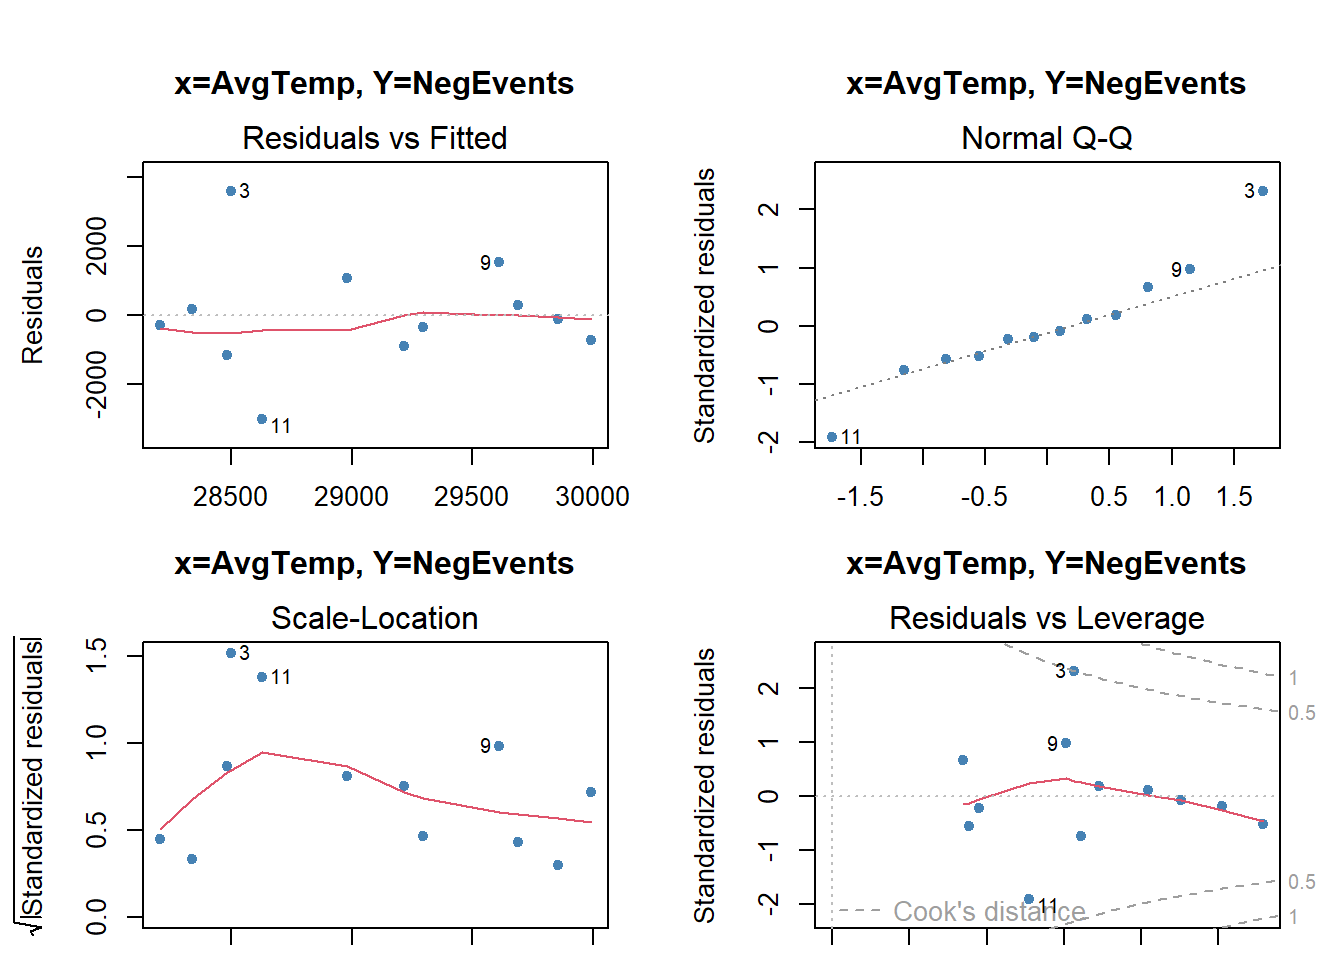 x=AvgTemp, Y=NegEvents
Residuals vs Fitted
Residuals
2000
0
-2000
3
9
11
28500 29000 29500 30000
x=AvgTemp, Y=NegEvents
Normal Q-Q
Standardized residuals
2
1
0
-1
-2
3
9
11
-1.5 -0.5 0.5 1.0 1.5
x=AvgTemp, Y=NegEvents
Scale-Location
√|Standardized residuals|
1.5
1.0
0.5
0.0
3
11
9
x=AvgTemp, Y=NegEvents
Residuals vs Leverage
Standardized residuals
2
1
0
-1
-2
3
9
11
1
0.5
0.5
1
Cook's distance